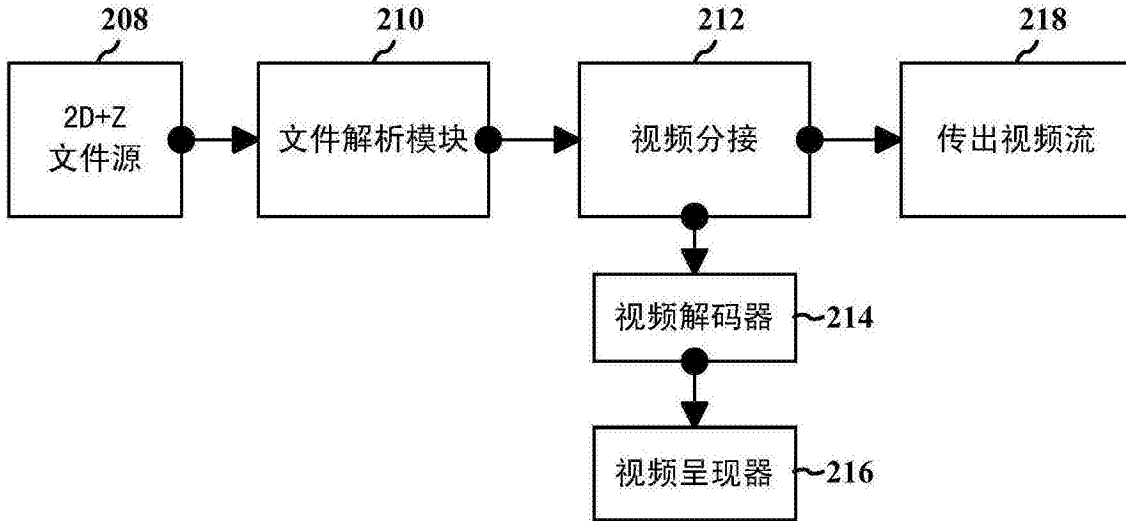 208
210
212
218
2D+Z
文件源
文件解析模块
视频分接
传出视频流
视频解码器
214
视频呈现器
216